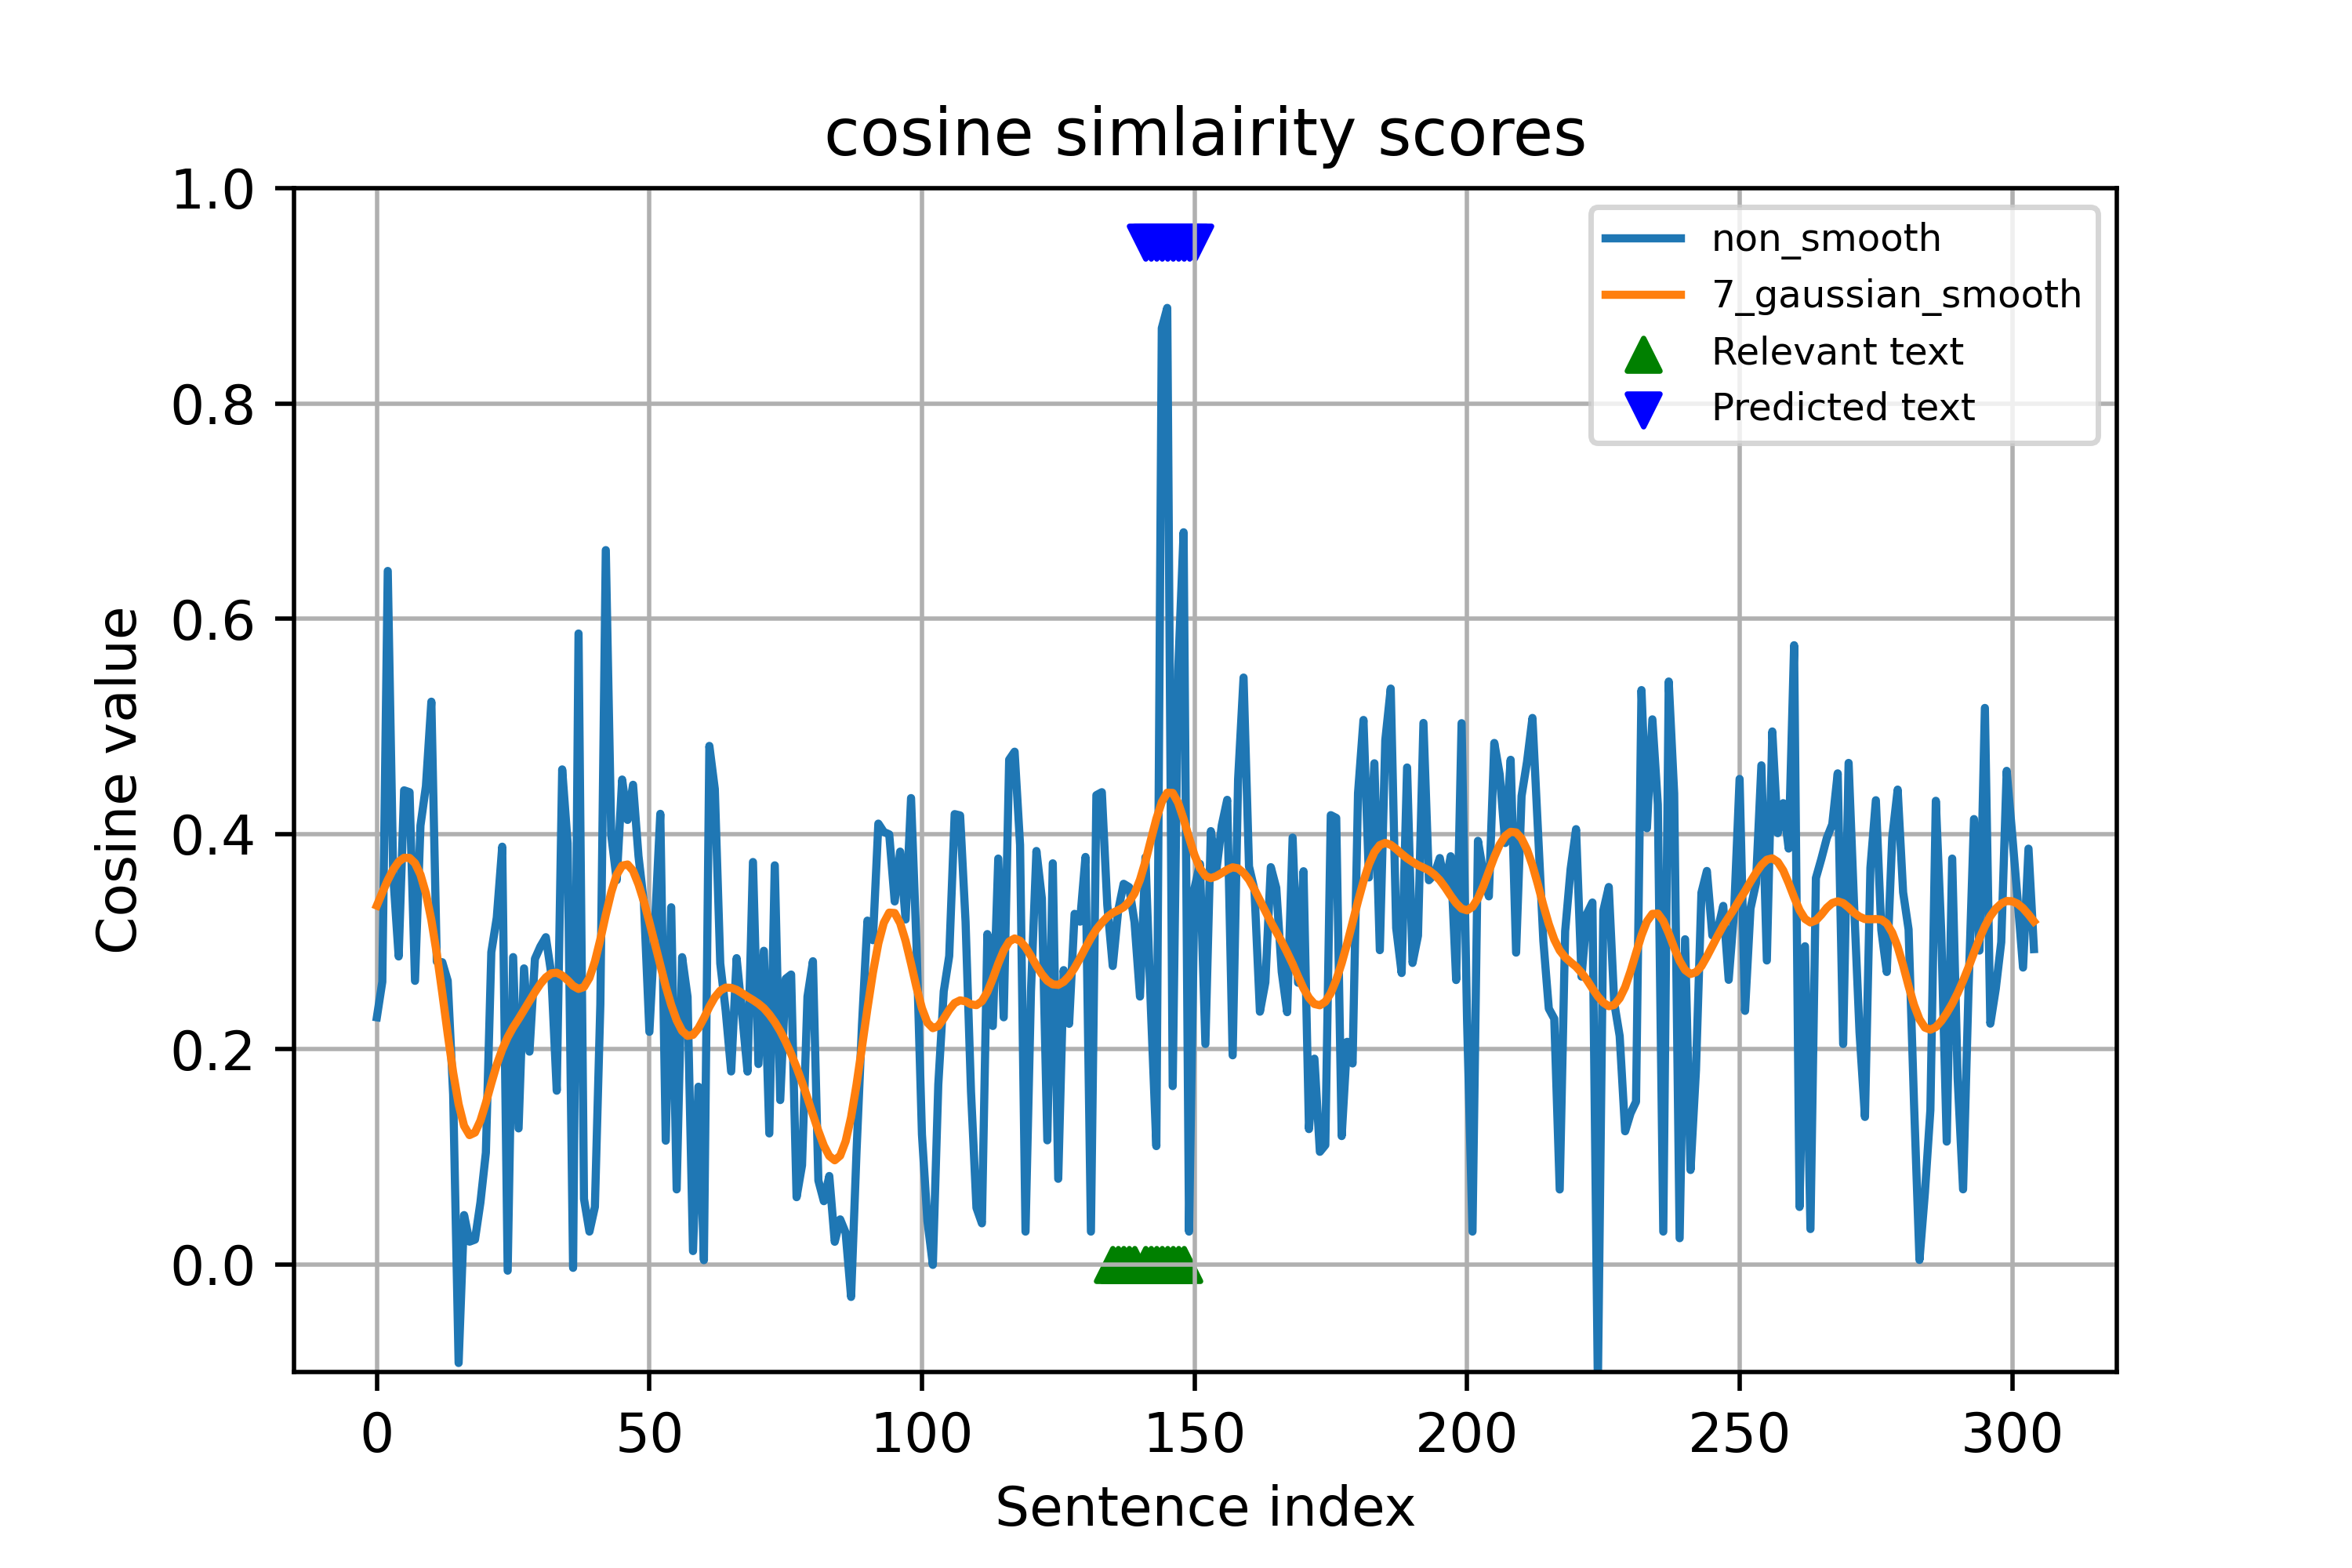 cosine simlairity scores
1.0
0.8
0.6
0.4
0.2
0.0
Cosine value
non_smooth
7_gaussian_smooth
Relevant text
Predicted text
0 50 100 150 200 250 300
Sentence index